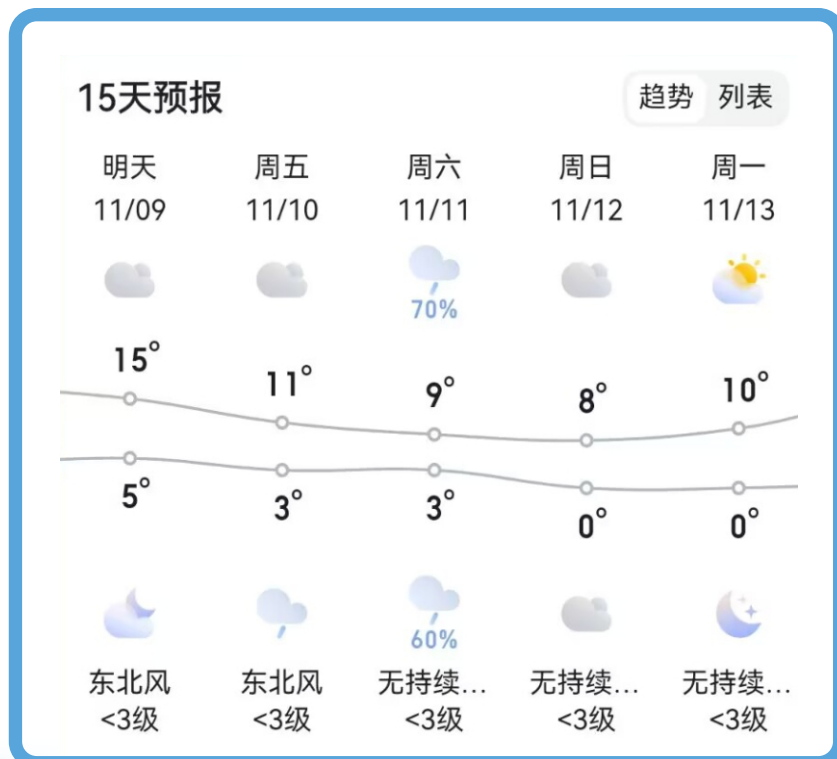 15天预报
趋势 列表
明天 周五 周六 周日 周一
11/09 11/10 11/11 11/12 11/13
70%
15° 11° 9° 8° 10°
5° 3° 3° 0° 0°
60%
东北风 东北风 无持续... 无持续... 无持续...
<3级 <3级 <3级 <3级 <3级